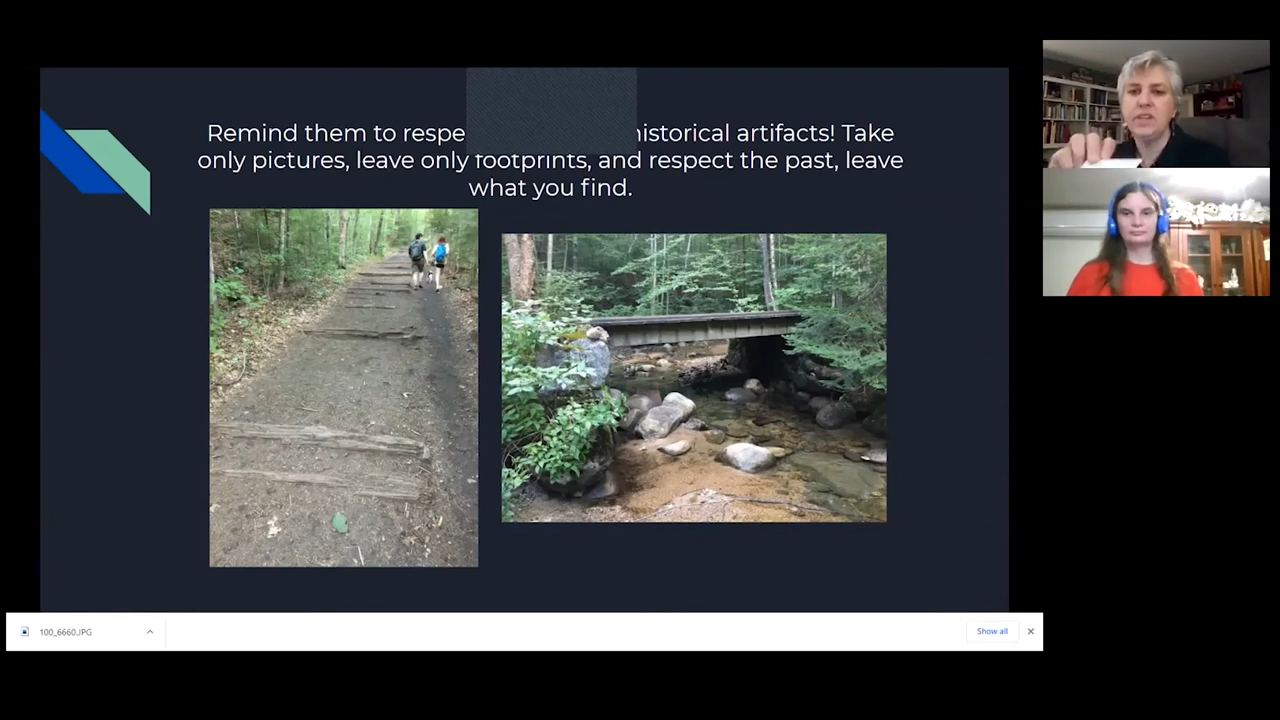 Remind them to respe historical artifacts! Take
only pictures, leave only footprints, and respect the past, leave
what you find.
100_6660.JPG
Show all